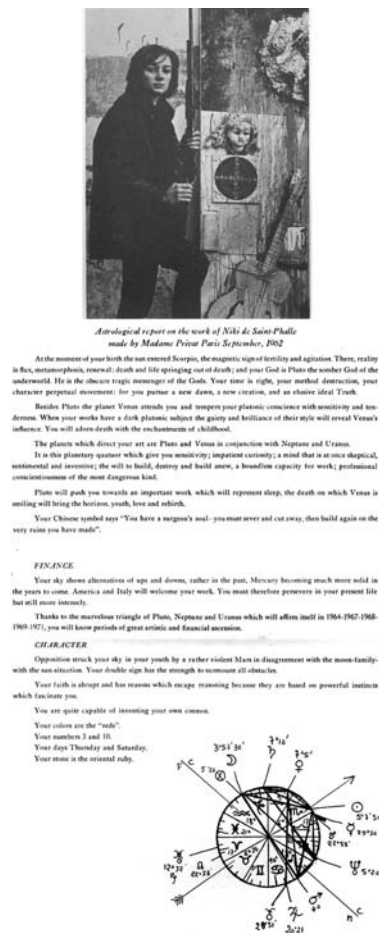 Astrological report on the work of Niki de Saint-Phalle
made by Madame Privat Paris September, 1962
At the moment of your birth the sun entered Scorpio, the magnetic sign of fertility and agitation. There, reality
is flux, metamorphosis, renewal: death and life springing out of death; and your God is Pluto the somber God of the
underworld. He is the obscure tragic messenger of the Gods. Your time is right, your method destruction, your
character perpetual movement: for you pursue a new dawn, a new creation, and an elusive ideal Truth.
Besides Pluto the planet Venus attends you and tempers your plutonic conscience with sensitivity and ten-
derness. When your works have a dark plutonic subject the gaiety and brilliance of their style will reveal Venus's
influence. You will adorn death with the enchantments of childhood.
The planets which direct your art are Pluto and Venus in conjunction with Neptune and Uranus.
It is this planetary quatuor which give you sensitivity; impatient curiosity; a mind that is at once skeptical,
sentimental and inventive; the will to build, destroy and build anew, a boundless capacity for work; professional
conscientiousness of the most dangerous kind.
Pluto will push you towards an important work which will represent sleep, the death on which Venus is
smiling will bring the horizon, youth, love and rebirth.
Your Chinese symbol says "You have a surgeon's soul- you must sever and cut away, then build again on the
very ruins you have made".
FINANCE
Your sky shows alternatives of ups and downs, rather in the past, Mercury becoming much more solid in
the years to come. America and Italy will welcome your work. You must therefore persevere in your present life
but still more intensely.
Thanks to the marvelous triangle of Pluto, Neptune and Uranus which will affirm itself in 1964-1967-1968-
1969-1971, you will know periods of great artistic and financial ascension.
CHARACTER
Opposition struck your sky in your youth by a rather violent Mars in disagreement with the moon-family-
with the sun-situation. Your double sign has the strength to surmount all obstacles.
Your faith is abrupt and has reasons which escape reasoning because they are based on powerful instincts
which fascinate you.
You are quite capable of inventing your own cosmos.
Your colors are the "reds".
Your numbers 3 and 10.
Your days Thursday and Saturday.
Your stone is the oriental ruby.